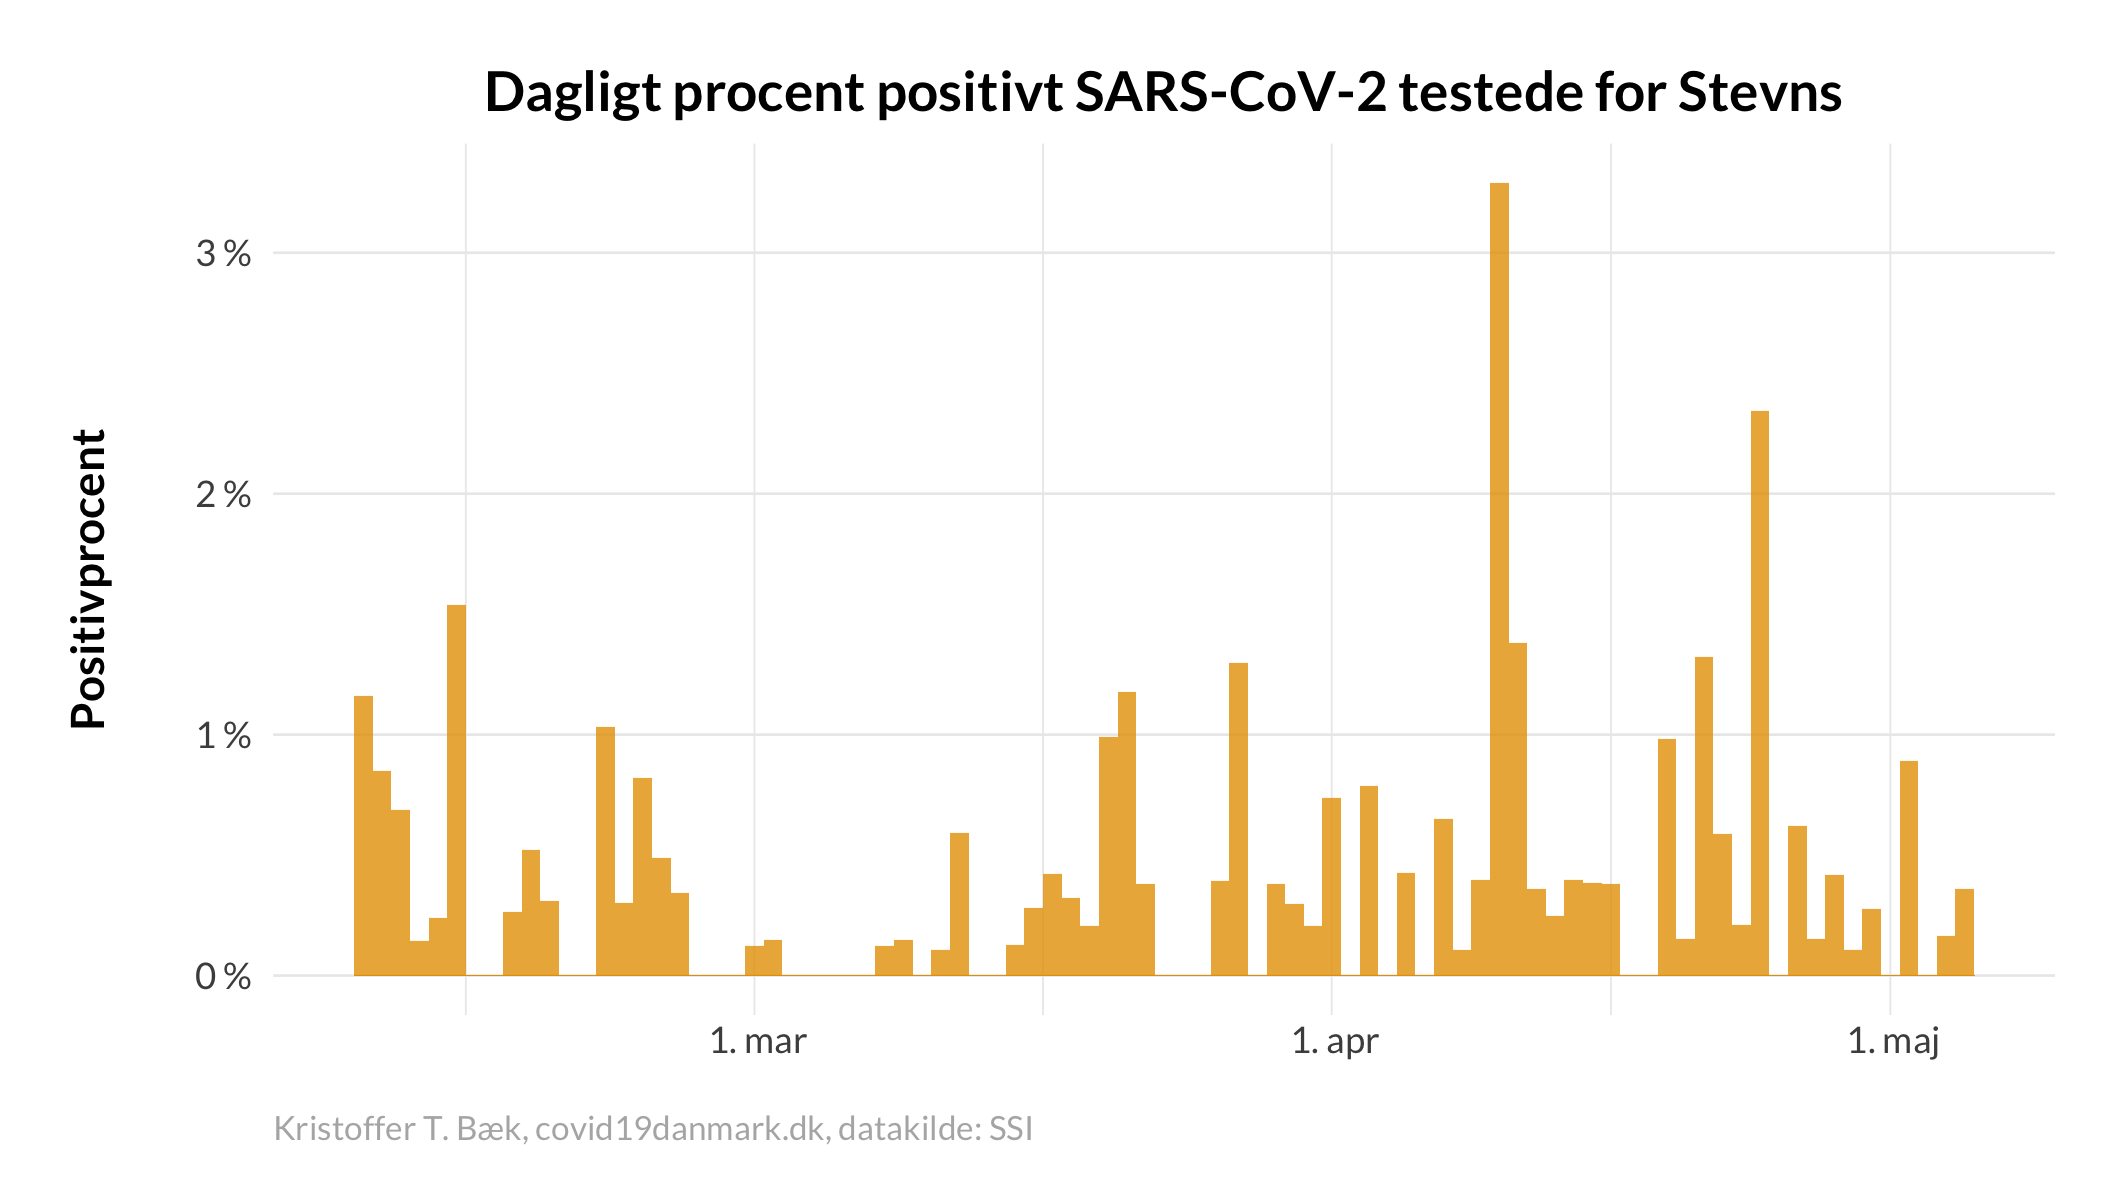 Dagligt procent positivt SARS-CoV-2 testede for Stevns
Positivprocent
3 %
2 %
1 %
0 %
1. mar
1. apr
1. maj
Kristoffer T. Bæk, covid19danmark.dk, datakilde: SSI